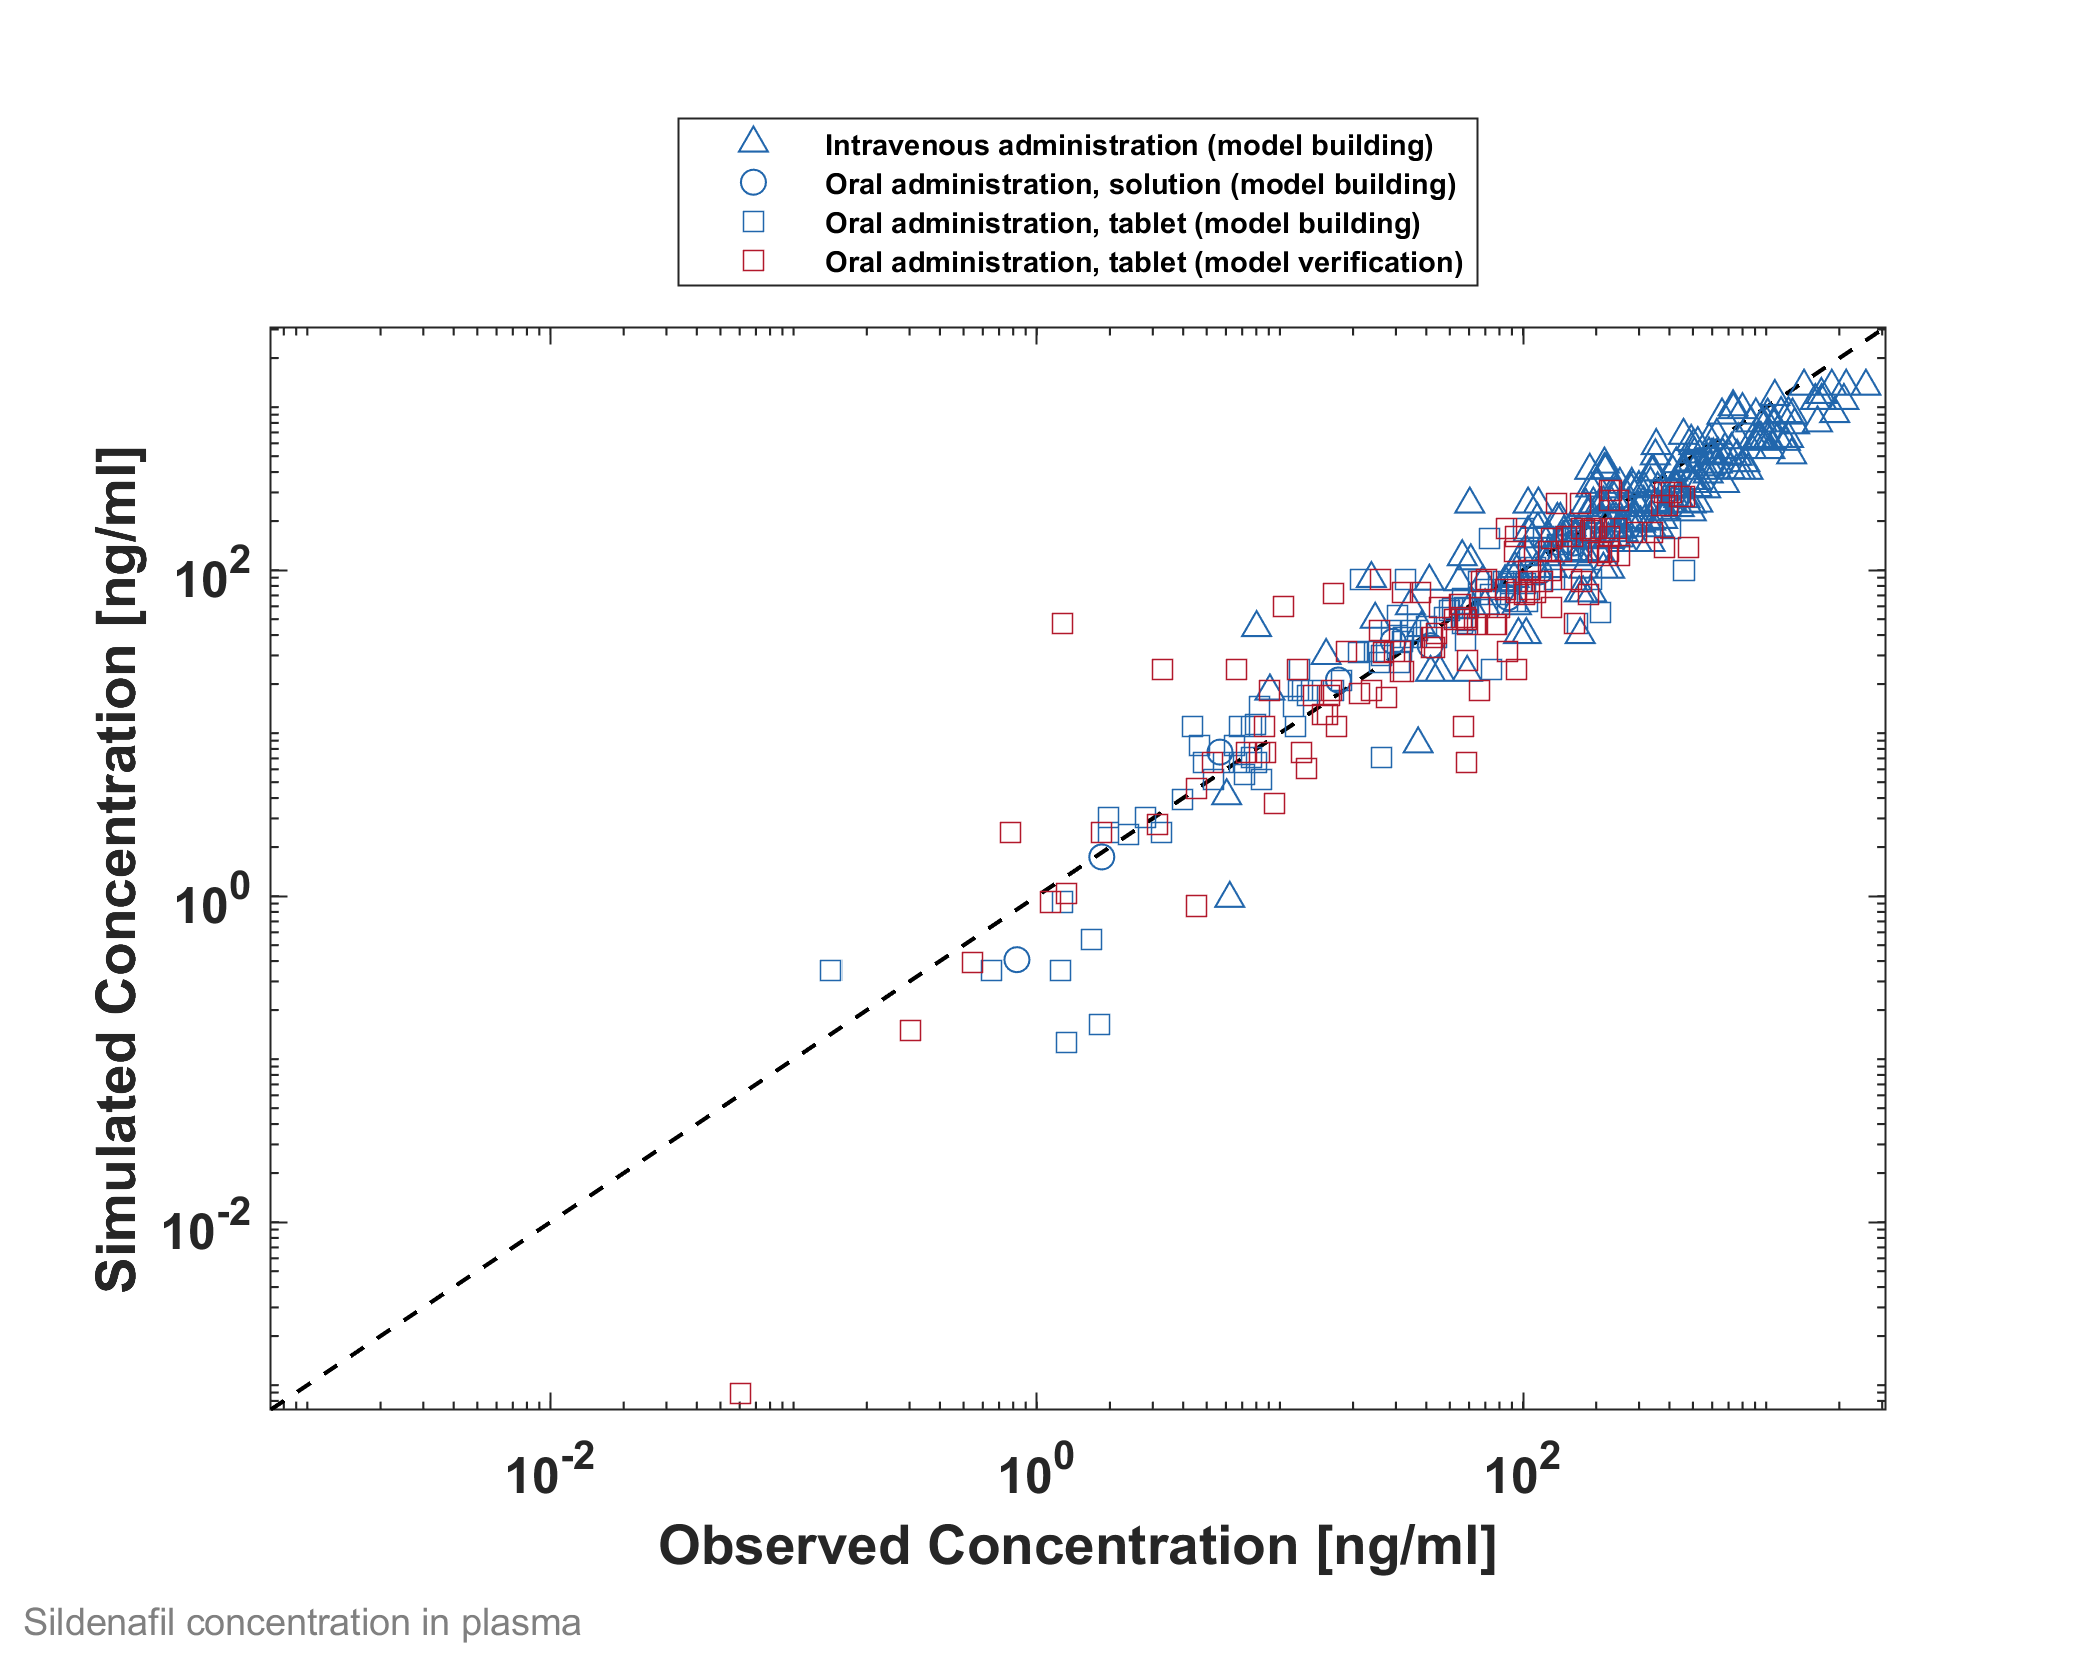 Intravenous administration (model building)
Oral administration, solution (model building)
Oral administration, tablet (model building)
Oral administration, tablet (model verification)
Simulated Concentration [ng/ml]
10^2
10^0
10^-2
10^-2 10^0 10^2
Observed Concentration [ng/ml]
Sildenafil concentration in plasma